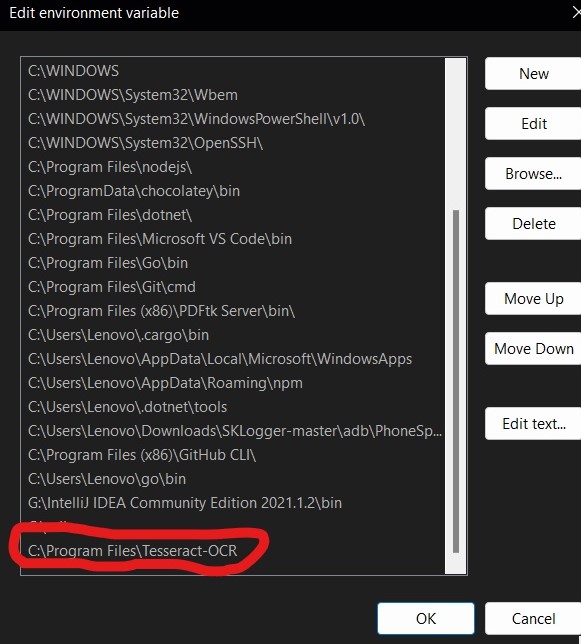 Edit environment variable
C:\WINDOWS
C:\WINDOWS\System32\Wbem
C:\WINDOWS\System32\WindowsPowerShell\v1.0\
C:\WINDOWS\System32\OpenSSH\
C:\Program Files\nodejs\
C:\ProgramData\chocolatey\bin
C:\Program Files\dotnet\
C:\Program Files\Microsoft VS Code\bin
C:\Program Files\Go\bin
C:\Program Files\Git\cmd
C:\Program Files (x86)\PDFtk Server\bin\
C:\Users\Lenovo\.cargo\bin
C:\Users\Lenovo\AppData\Local\Microsoft\WindowsApps
C:\Users\Lenovo\AppData\Roaming\npm
C:\Users\Lenovo\.dotnet\tools
C:\Users\Lenovo\Downloads\SKLogger-master\adb\PhoneSp...
C:\Program Files (x86)\GitHub CLI\
C:\Users\Lenovo\go\bin
G:\IntelliJ IDEA Community Edition 2021.1.2\bin
C:\Program Files\Tesseract-OCR
New
Edit
Browse...
Delete
Move Up
Move Down
Edit text...
OK
Cancel